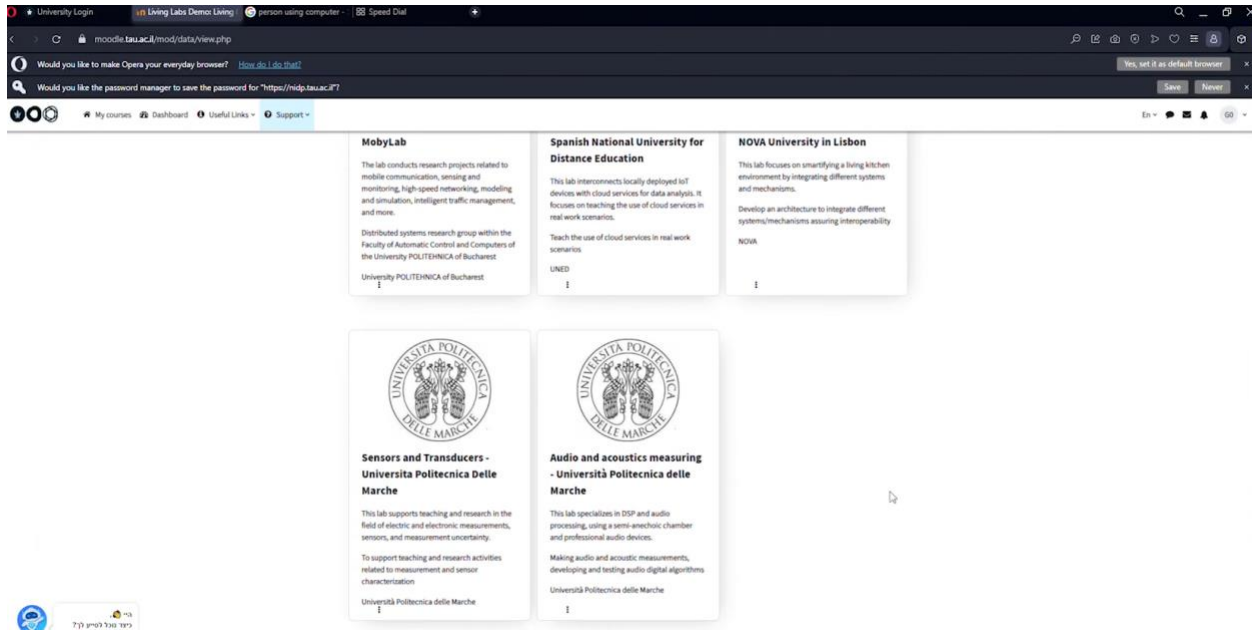 University Login
Living Labs Demo: Living
person using computer -
Speed Dial
moodle.tau.ac.il/mod/data/view.php
Would you like to make Opera your everyday browser? How do I do that?
Yes, set it as default browser
Would you like the password manager to save the password for "https://nidp.tau.ac.il"?
Save Never
My courses Dashboard Useful Links Support
En
GO
MobyLab
The lab conducts research projects related to
mobile communication, sensing and
monitoring, high-speed networking, modeling
and simulation, intelligent traffic management,
and more.
Distributed systems research group within the
Faculty of Automatic Control and Computers of
the University POLITEHNICA of Bucharest
University POLITEHNICA of Bucharest
Spanish National University for
Distance Education
This lab interconnects locally deployed IoT
devices with cloud services for data analysis. It
focuses on teaching the use of cloud services in
real work scenarios.
Teach the use of cloud services in real work
scenarios
UNED
NOVA University in Lisbon
This lab focuses on smartifying a living kitchen
environment by integrating different systems
and mechanisms.
Develop an architecture to integrate different
systems/mechanisms assuring interoperability
NOVA
UNIVERSITÀ POLITECNICA
DELLE MARCHE
Sensors and Transducers -
Universita Politecnica Delle
Marche
This lab supports teaching and research in the
field of electric and electronic measurements,
sensors, and measurement uncertainty.
To support teaching and research activities
related to measurement and sensor
characterization
Università Politecnica delle Marche
UNIVERSITÀ POLITECNICA
DELLE MARCHE
Audio and acoustics measuring
- Università Politecnica delle
Marche
This lab specializes in DSP and audio
processing, using a semi-anechoic chamber
and professional audio devices.
Making audio and acoustic measurements,
developing and testing audio digital algorithms
Università Politecnica delle Marche
היי
כיצד נוכל לסייע לך?